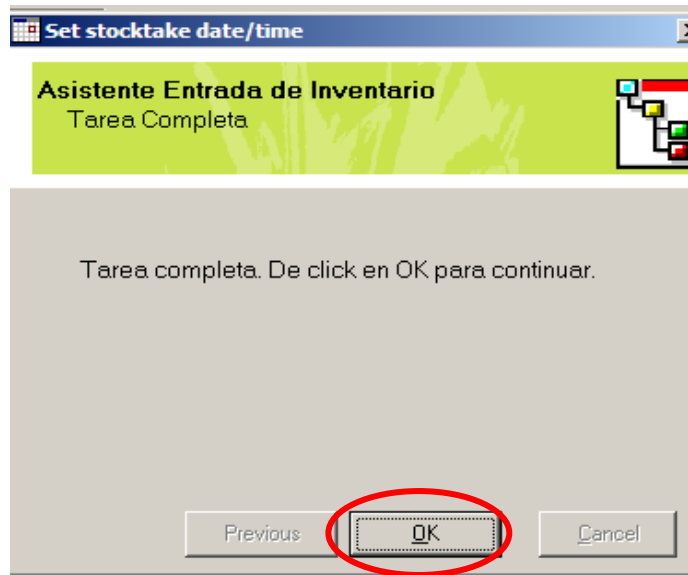 Set stocktake date/time
Asistente Entrada de Inventario
Tarea Completa
Tarea completa. De click en OK para continuar.
Previous OK Cancel